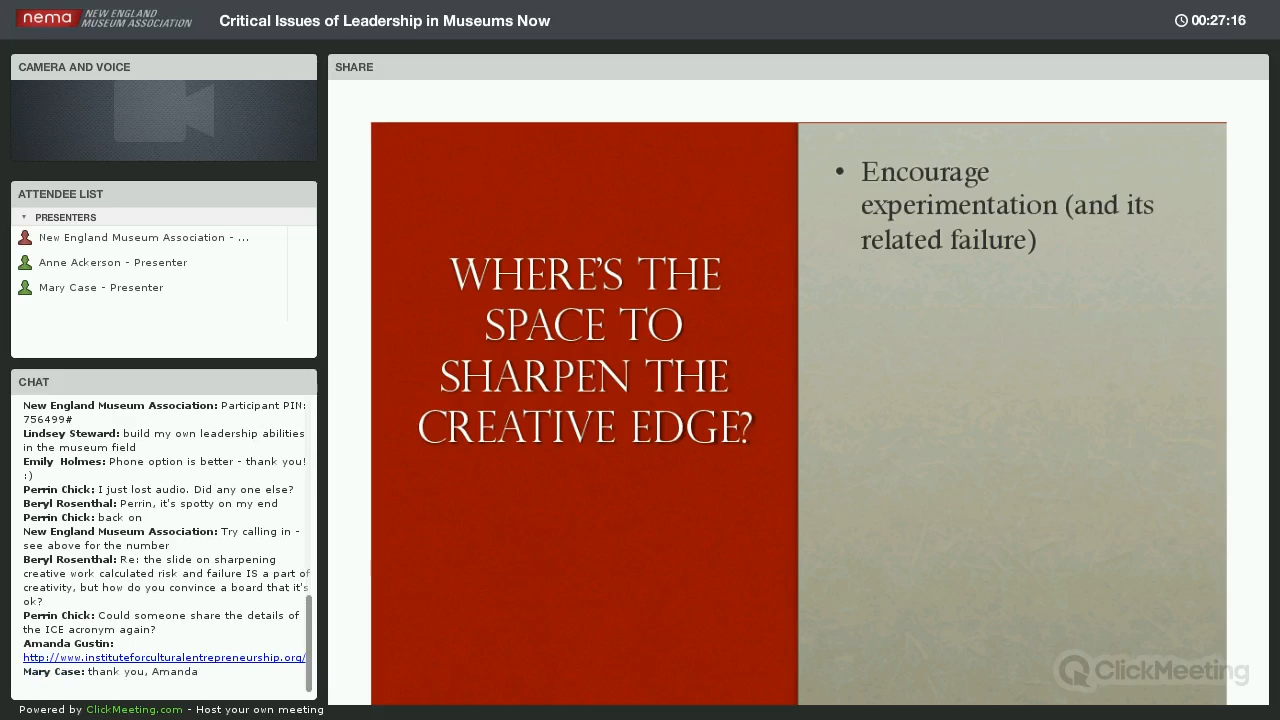 nema NEW ENGLAND
MUSEUM ASSOCIATION
Critical Issues of Leadership in Museums Now
00:27:16
CAMERA AND VOICE
ATTENDEE LIST
PRESENTERS
New England Museum Association - ...
Anne Ackerson - Presenter
Mary Case - Presenter
CHAT
New England Museum Association: Participant PIN:
756499#
Lindsey Steward: build my own leadership abilities
in the museum field
Emily Holmes: Phone option is better - thank you!
:)
Perrin Chick: I just lost audio. Did any one else?
Beryl Rosenthal: Perrin, it's spotty on my end
Perrin Chick: back on
New England Museum Association: Try calling in -
see above for the number
Beryl Rosenthal: Re: the slide on sharpening
creative work calculated risk and failure IS a part of
creativity, but how do you convince a board that it's
ok?
Perrin Chick: Could someone share the details of
the ICE acronym again?
Amanda Gustin:
http://www.instituteforculturalentrepreneurship.org/
Mary Case: thank you, Amanda
Powered by ClickMeeting.com - Host your own meeting
SHARE
WHERE'S THE
SPACE TO
SHARPEN THE
CREATIVE EDGE?
• Encourage
experimentation (and its
related failure)
ClickMeeting